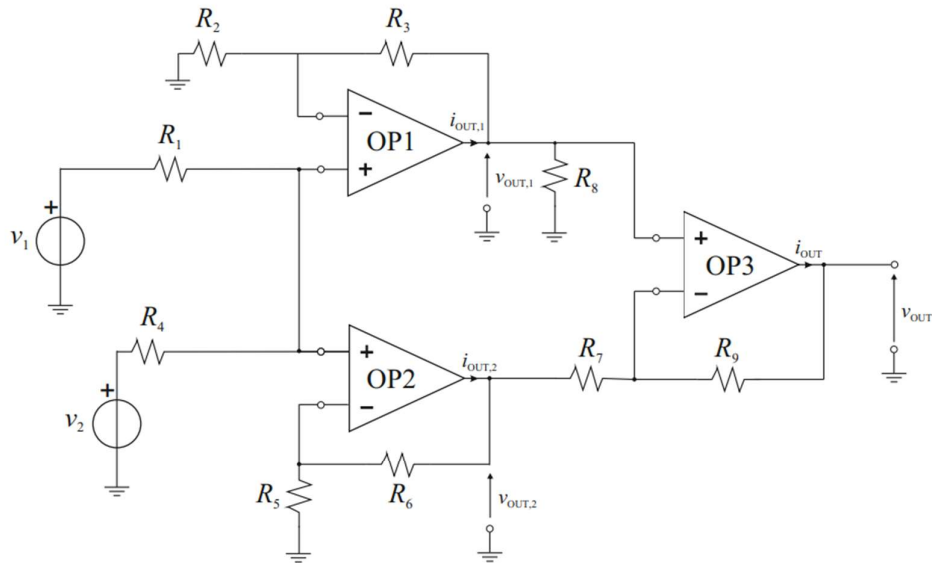 R2 R3
− OP1 + iOUT,1
R1
vOUT,1 R8
+ v1
+ OP3 − iOUT
vOUT
R4
+ OP2 − iOUT,2
R7 R9
+ v2
R5 R6 vOUT,2